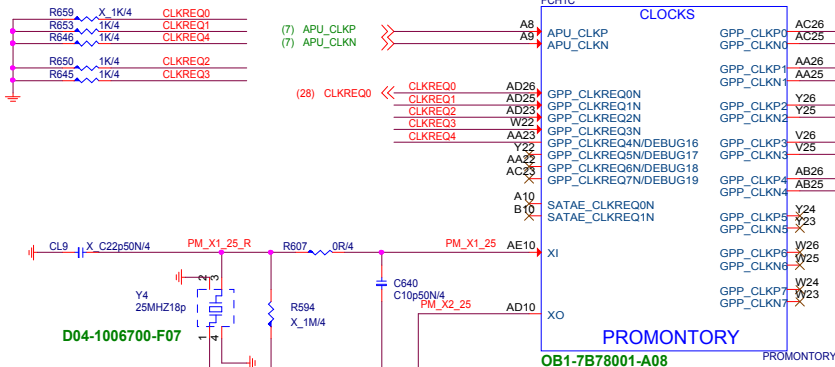 FCH1C
CLOCKS
R659 X_1K/4 CLKREQ0
R653 1K/4 CLKREQ1
R646 1K/4 CLKREQ4
R650 1K/4 CLKREQ2
R645 1K/4 CLKREQ3
(7) APU_CLKP A8 APU_CLKP
(7) APU_CLKN A9 APU_CLKN
(28) CLKREQ0 CLKREQ0 AD26 GPP_CLKREQ0N
CLKREQ1 AD25 GPP_CLKREQ1N
CLKREQ2 AD23 GPP_CLKREQ2N
CLKREQ3 W22 GPP_CLKREQ3N
CLKREQ4 AA23 GPP_CLKREQ4N/DEBUG16
Y22 GPP_CLKREQ5N/DEBUG17
AA22 GPP_CLKREQ6N/DEBUG18
AC23 GPP_CLKREQ7N/DEBUG19
A10 SATAE_CLKREQ0N
B10 SATAE_CLKREQ1N
GPP_CLKP0 AC26
GPP_CLKN0 AC25
GPP_CLKP1 AA26
GPP_CLKN1 AA25
GPP_CLKP2 Y26
GPP_CLKN2 Y25
GPP_CLKP3 V26
GPP_CLKN3 V25
GPP_CLKP4 AB26
GPP_CLKN4 AB25
GPP_CLKP5 Y24
GPP_CLKN5 Y23
GPP_CLKP6 W26
GPP_CLKN6 W25
GPP_CLKP7 W24
GPP_CLKN7 W23
CL9 X_C22p50N/4 PM_X1_25_R R607 0R/4 PM_X1_25 AE10 XI
C640
C10p50N/4
PM_X2_25 AD10 XO
Y4
25MHZ18p
2 3
1 4
R594
X_1M/4
D04-1006700-F07
PROMONTORY
OB1-7B78001-A08
PROMONTORY